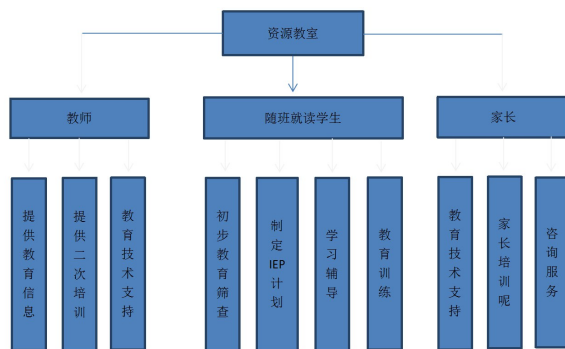 资源教室
教师
随班就读学生
家长
提供教育信息
提供二次培训
教育技术支持
初步教育筛查
制定IEP计划
学习辅导
教育训练
教育技术支持
家长培训呢
咨询服务